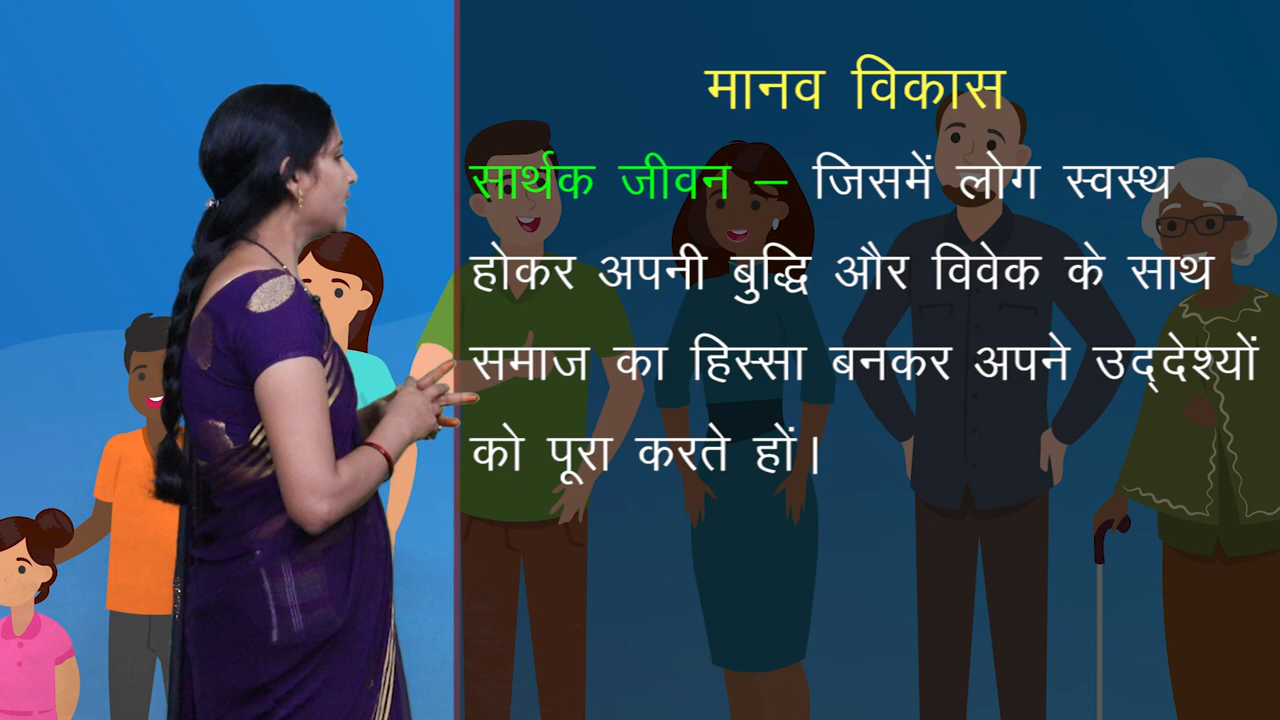 मानव विकास
सार्थक जीवन – जिसमें लोग स्वस्थ
होकर अपनी बुद्धि और विवेक के साथ
समाज का हिस्सा बनकर अपने उद्‌देश्यों
को पूरा करते हों।